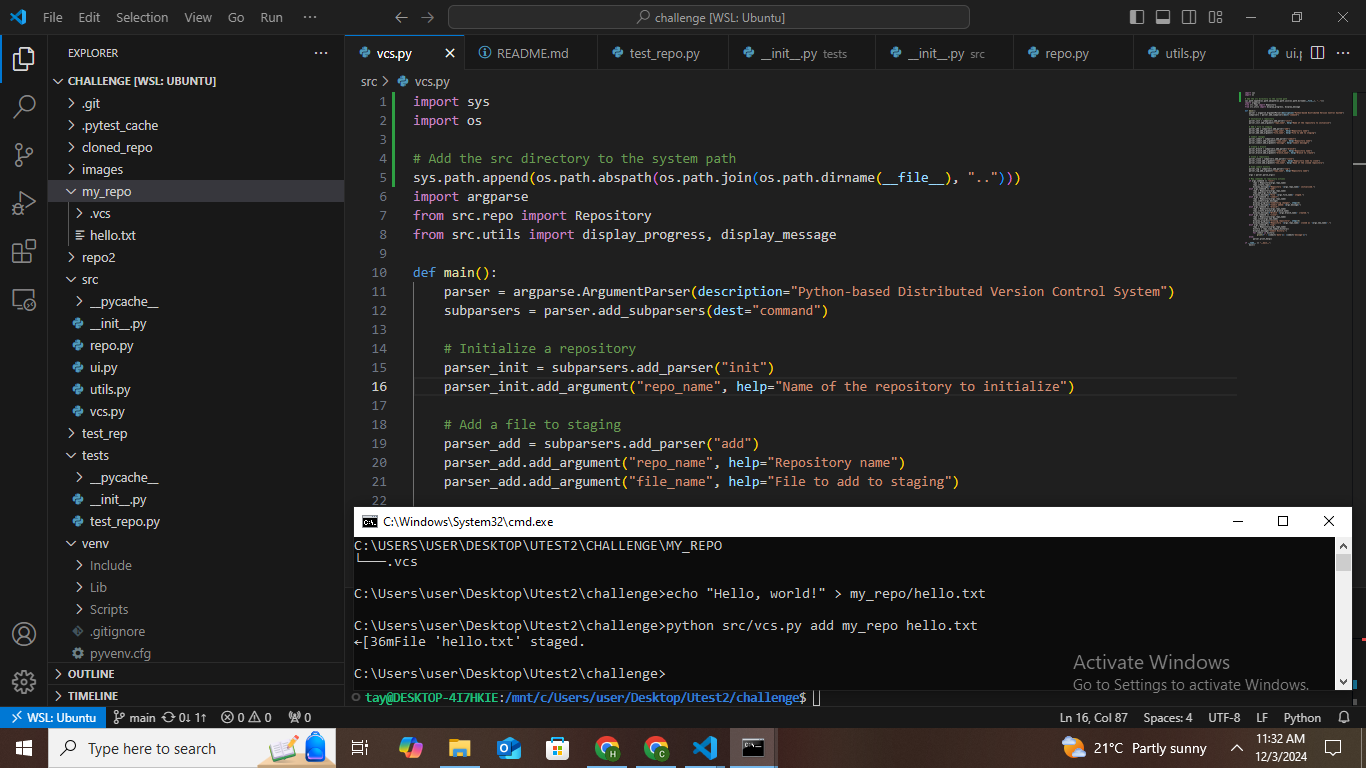 File Edit Selection View Go Run ··· challenge [WSL: Ubuntu]
EXPLORER ···
CHALLENGE [WSL: UBUNTU]
.git
.pytest_cache
cloned_repo
images
my_repo
.vcs
hello.txt
repo2
src
__pycache__
__init__.py
repo.py
ui.py
utils.py
vcs.py
test_rep
tests
__pycache__
__init__.py
test_repo.py
venv
Include
Lib
Scripts
.gitignore
pyvenv.cfg
OUTLINE
TIMELINE
vcs.py README.md test_repo.py __init__.py tests __init__.py src repo.py utils.py ui.p
src > vcs.py
1 import sys
2 import os
3
4 # Add the src directory to the system path
5 sys.path.append(os.path.abspath(os.path.join(os.path.dirname(__file__), "..")))
6 import argparse
7 from src.repo import Repository
8 from src.utils import display_progress, display_message
9
10 def main():
11 parser = argparse.ArgumentParser(description="Python-based Distributed Version Control System")
12 subparsers = parser.add_subparsers(dest="command")
13
14 # Initialize a repository
15 parser_init = subparsers.add_parser("init")
16 parser_init.add_argument("repo_name", help="Name of the repository to initialize")
17
18 # Add a file to staging
19 parser_add = subparsers.add_parser("add")
20 parser_add.add_argument("repo_name", help="Repository name")
21 parser_add.add_argument("file_name", help="File to add to staging")
22
C:\Windows\System32\cmd.exe
C:\USERS\USER\DESKTOP\UTEST2\CHALLENGE\MY_REPO
└───.vcs
C:\Users\user\Desktop\Utest2\challenge>echo "Hello, world!" > my_repo/hello.txt
C:\Users\user\Desktop\Utest2\challenge>python src/vcs.py add my_repo hello.txt
←[36mFile 'hello.txt' staged.
C:\Users\user\Desktop\Utest2\challenge>
Activate Windows
Go to Settings to activate Windows.
tay@DESKTOP-4I7HKIE:/mnt/c/Users/user/Desktop/Utest2/challenge$
WSL: Ubuntu main 0↓ 1↑ 0 0 0 Ln 16, Col 87 Spaces: 4 UTF-8 LF Python
Type here to search 21°C Partly sunny 11:32 AM
12/3/2024